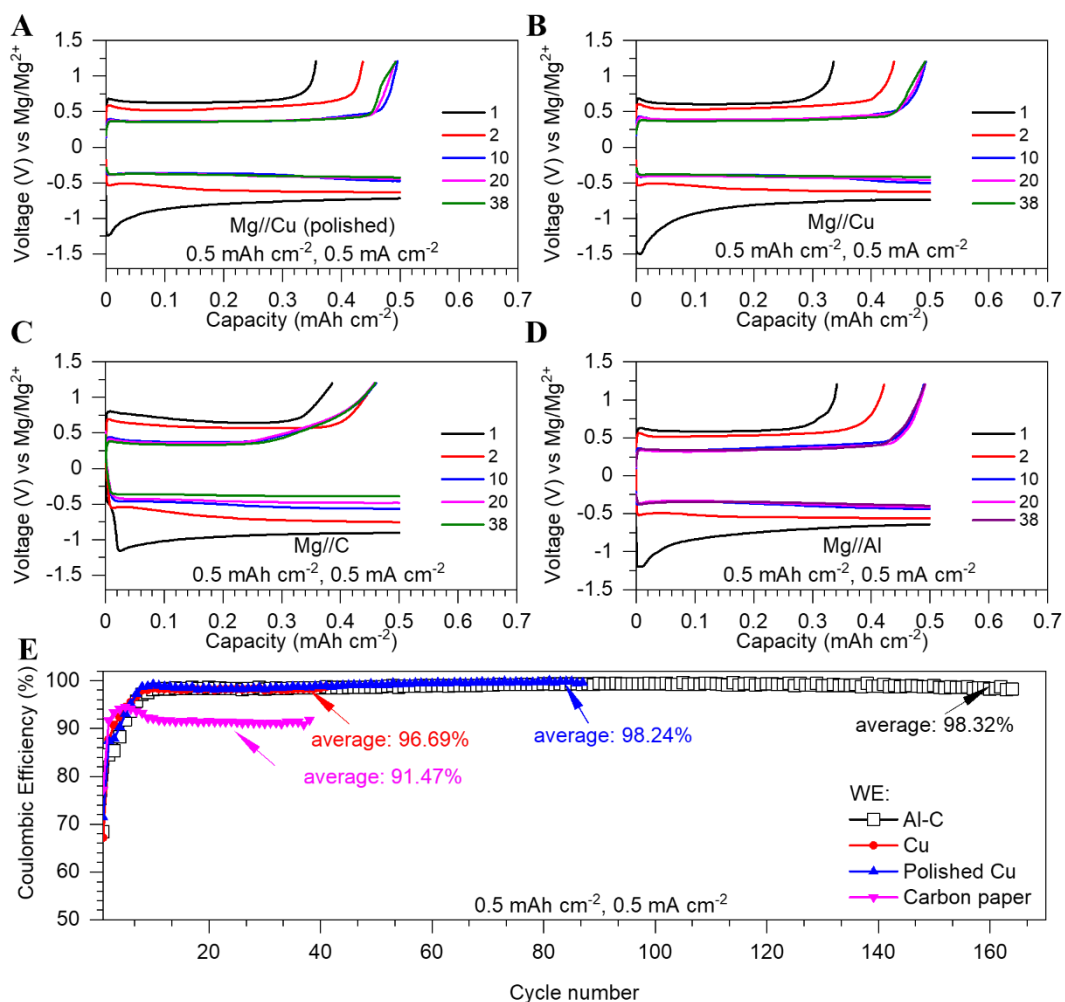 A
1.5
1
0.5
0
-0.5
-1
-1.5
Voltage (V) vs Mg/Mg2+
1
2
10
20
38
Mg//Cu (polished)
0.5 mAh cm-2, 0.5 mA cm-2
0 0.1 0.2 0.3 0.4 0.5 0.6 0.7
Capacity (mAh cm-2)
B
1.5
1
0.5
0
-0.5
-1
-1.5
Voltage (V) vs Mg/Mg2+
1
2
10
20
38
Mg//Cu
0.5 mAh cm-2, 0.5 mA cm-2
0 0.1 0.2 0.3 0.4 0.5 0.6 0.7
Capacity (mAh cm-2)
C
1.5
1
0.5
0
-0.5
-1
-1.5
Voltage (V) vs Mg/Mg2+
1
2
10
20
38
Mg//C
0.5 mAh cm-2, 0.5 mA cm-2
0 0.1 0.2 0.3 0.4 0.5 0.6 0.7
Capacity (mAh cm-2)
D
1.5
1
0.5
0
-0.5
-1
-1.5
Voltage (V) vs Mg/Mg2+
1
2
10
20
38
Mg//Al
0.5 mAh cm-2, 0.5 mA cm-2
0 0.1 0.2 0.3 0.4 0.5 0.6 0.7
Capacity (mAh cm-2)
E
100
90
80
70
60
50
Coulombic Efficiency (%)
average: 96.69%
average: 98.24%
average: 98.32%
average: 91.47%
WE:
Al-C
Cu
Polished Cu
Carbon paper
0.5 mAh cm-2, 0.5 mA cm-2
20 40 60 80 100 120 140 160
Cycle number